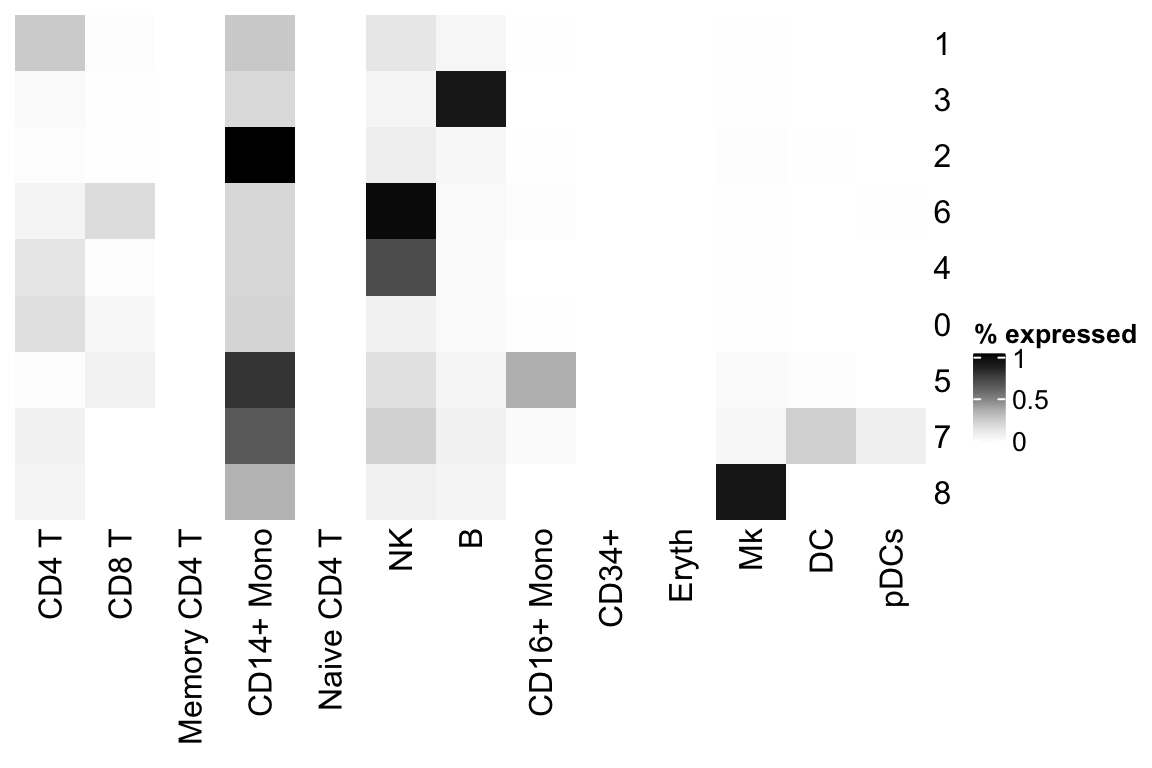 1
3
2
6
4
0
5
7
8
% expressed
1
0.5
0
CD4 T
CD8 T
Memory CD4 T
CD14+ Mono
Naive CD4 T
NK
B
CD16+ Mono
CD34+
Eryth
Mk
DC
pDCs